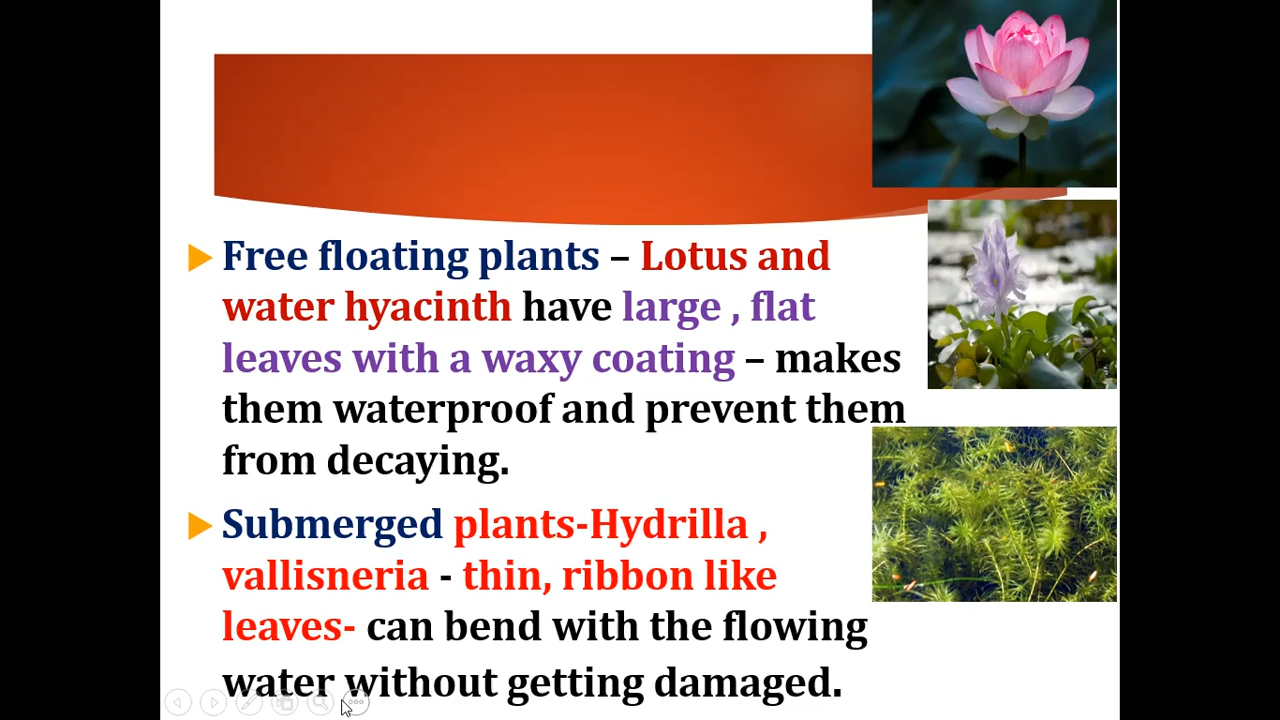 Free floating plants – Lotus and
water hyacinth have large , flat
leaves with a waxy coating – makes
them waterproof and prevent them
from decaying.
Submerged plants-Hydrilla ,
vallisneria - thin, ribbon like
leaves- can bend with the flowing
water without getting damaged.